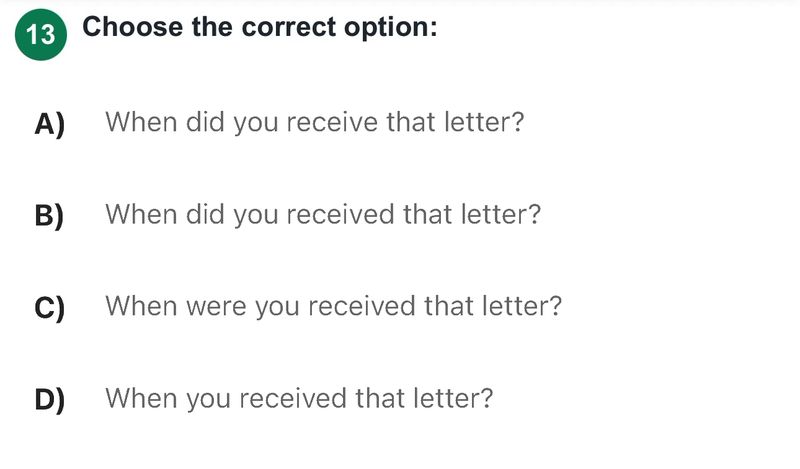 13 Choose the correct option:
A) When did you receive that letter?
B) When did you received that letter?
C) When were you received that letter?
D) When you received that letter?